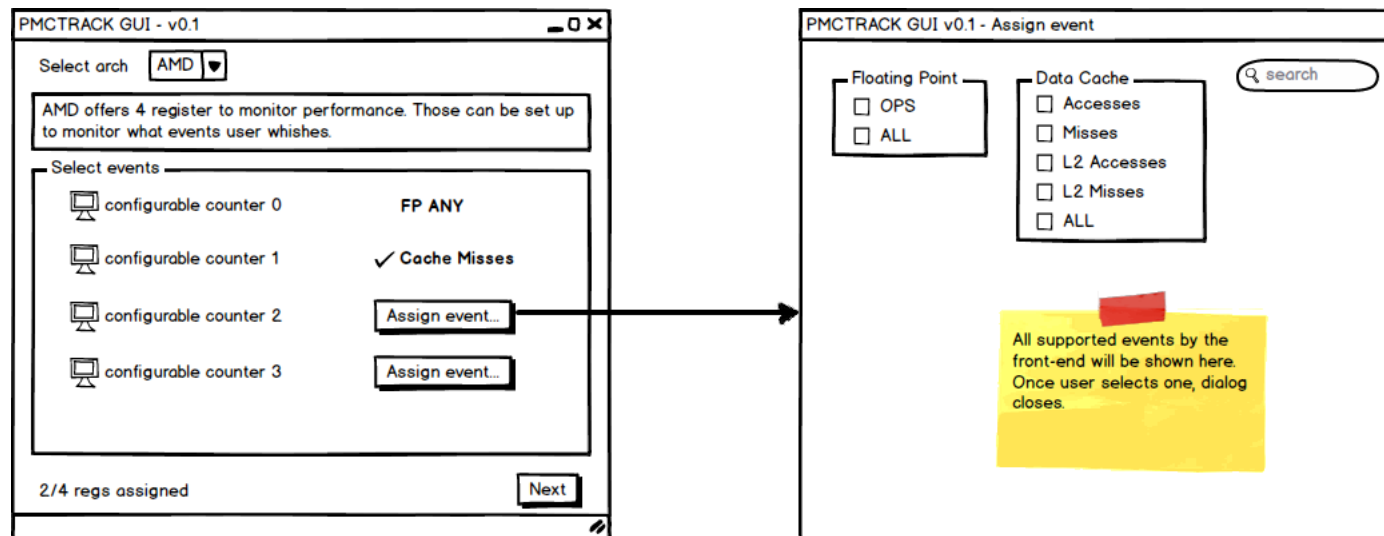 PMCTRACK GUI - v0.1
Select arch AMD
AMD offers 4 register to monitor performance. Those can be set up
to monitor what events user whishes.
Select events
configurable counter 0 FP ANY
configurable counter 1 Cache Misses
configurable counter 2 Assign event...
configurable counter 3 Assign event...
2/4 regs assigned Next
PMCTRACK GUI v0.1 - Assign event
search
Floating Point
OPS
ALL
Data Cache
Accesses
Misses
L2 Accesses
L2 Misses
ALL
All supported events by the
front-end will be shown here.
Once user selects one, dialog
closes.